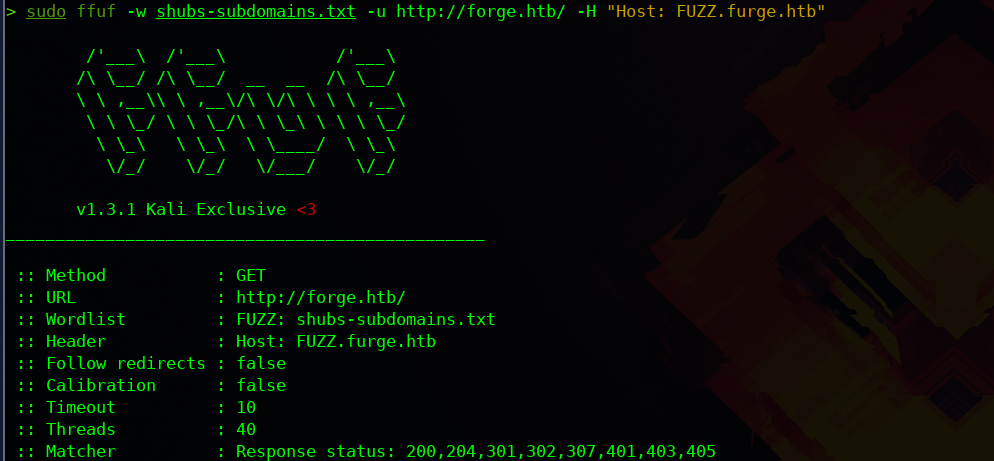 > sudo ffuf -w shubs-subdomains.txt -u http://forge.htb/ -H "Host: FUZZ.furge.htb"
        /'___\  /'___\           /'___\
       /\ \__/ /\ \__/  __  __  /\ \__/
       \ \ ,__\\ \ ,__\/\ \/\ \ \ \ ,__\
        \ \ \_/ \ \ \_/\ \ \_\ \ \ \ \_/
         \ \_\   \ \_\  \ \____/  \ \_\
          \/_/    \/_/   \/___/    \/_/
       v1.3.1 Kali Exclusive <3
________________________________________________
 :: Method           : GET
 :: URL              : http://forge.htb/
 :: Wordlist         : FUZZ: shubs-subdomains.txt
 :: Header           : Host: FUZZ.furge.htb
 :: Follow redirects : false
 :: Calibration      : false
 :: Timeout          : 10
 :: Threads          : 40
 :: Matcher          : Response status: 200,204,301,302,307,401,403,405